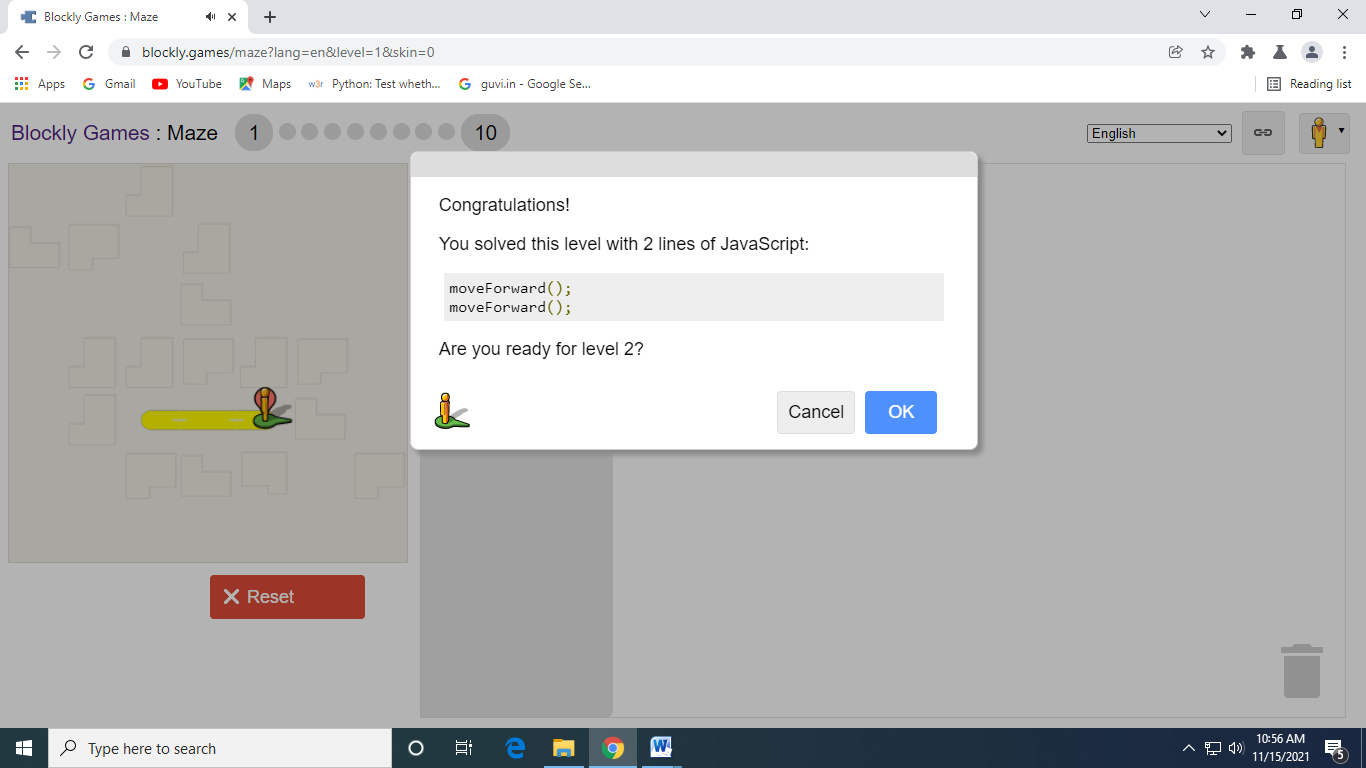 Blockly Games : Maze
blockly.games/maze?lang=en&level=1&skin=0
Apps Gmail YouTube Maps w3r Python: Test wheth... guvi.in - Google Se... Reading list
Blockly Games : Maze 1 10 English
Congratulations!
You solved this level with 2 lines of JavaScript:
moveForward();
moveForward();
Are you ready for level 2?
Cancel OK
Reset
Type here to search
10:56 AM
11/15/2021
5